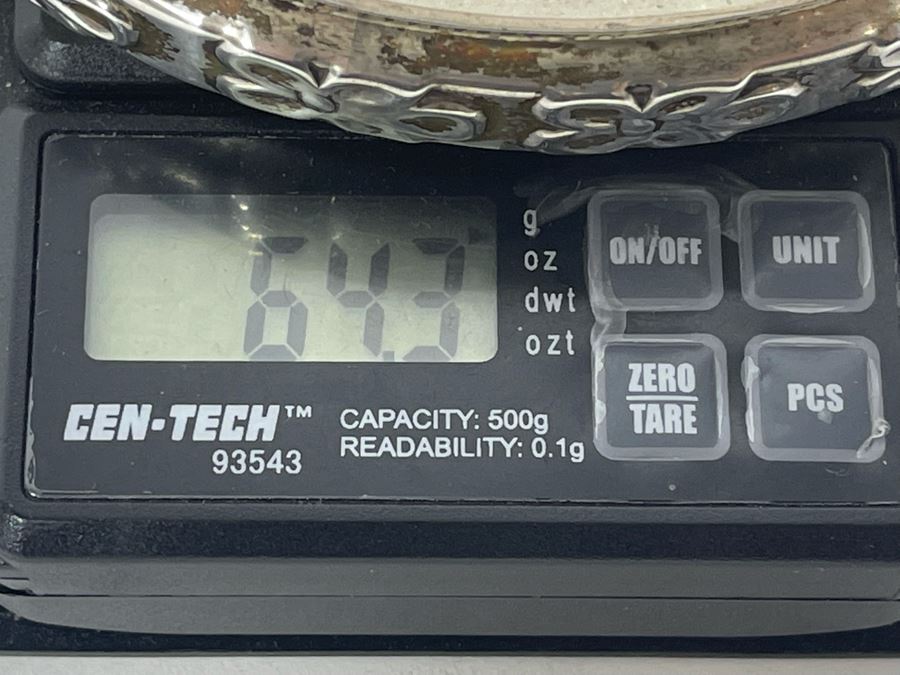 64.3
g
oz
dwt
ozt
ON/OFF
UNIT
ZERO
TARE
PCS
CEN-TECH™
93543
CAPACITY: 500g
READABILITY: 0.1g